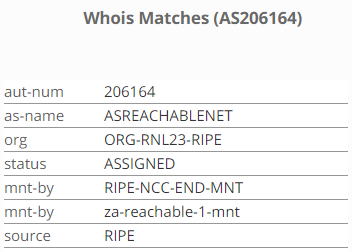 Whois Matches (AS206164)
aut-num 206164
as-name ASREACHABLENET
org ORG-RNL23-RIPE
status ASSIGNED
mnt-by RIPE-NCC-END-MNT
mnt-by za-reachable-1-mnt
source RIPE